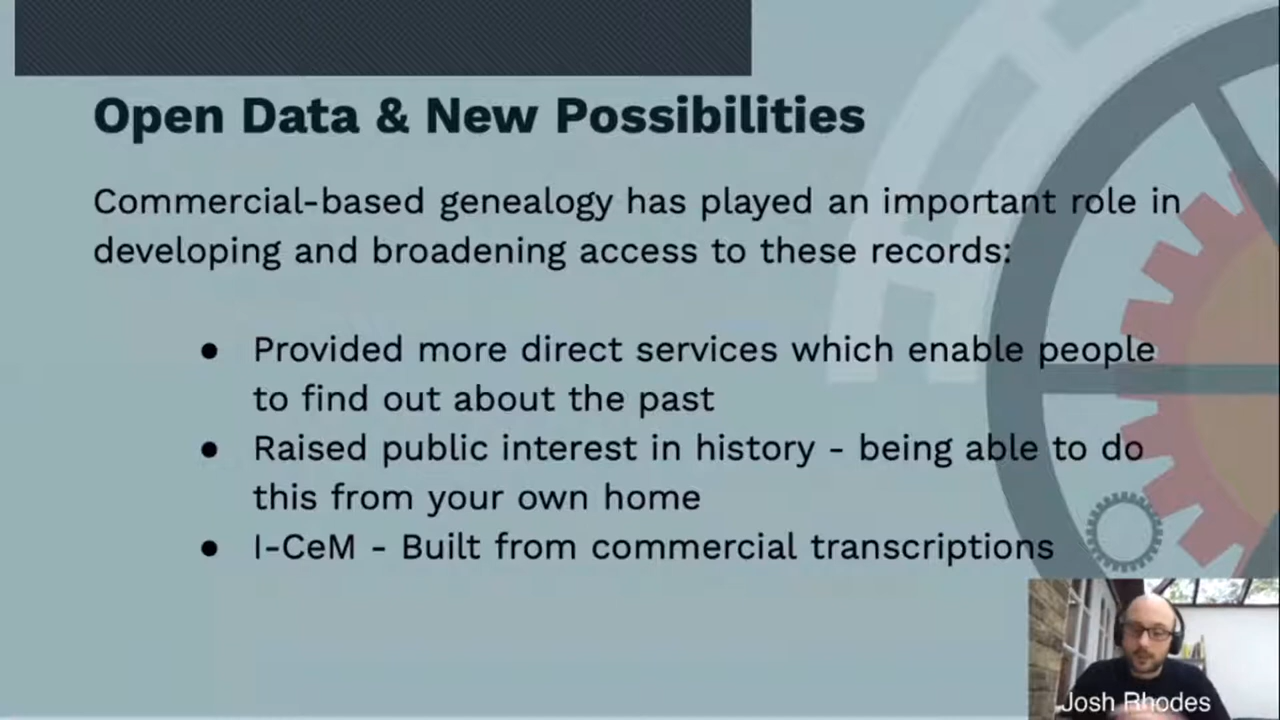 Open Data & New Possibilities
Commercial-based genealogy has played an important role in
developing and broadening access to these records:
● Provided more direct services which enable people
to find out about the past
● Raised public interest in history - being able to do
this from your own home
● I-CeM - Built from commercial transcriptions
Josh Rhodes